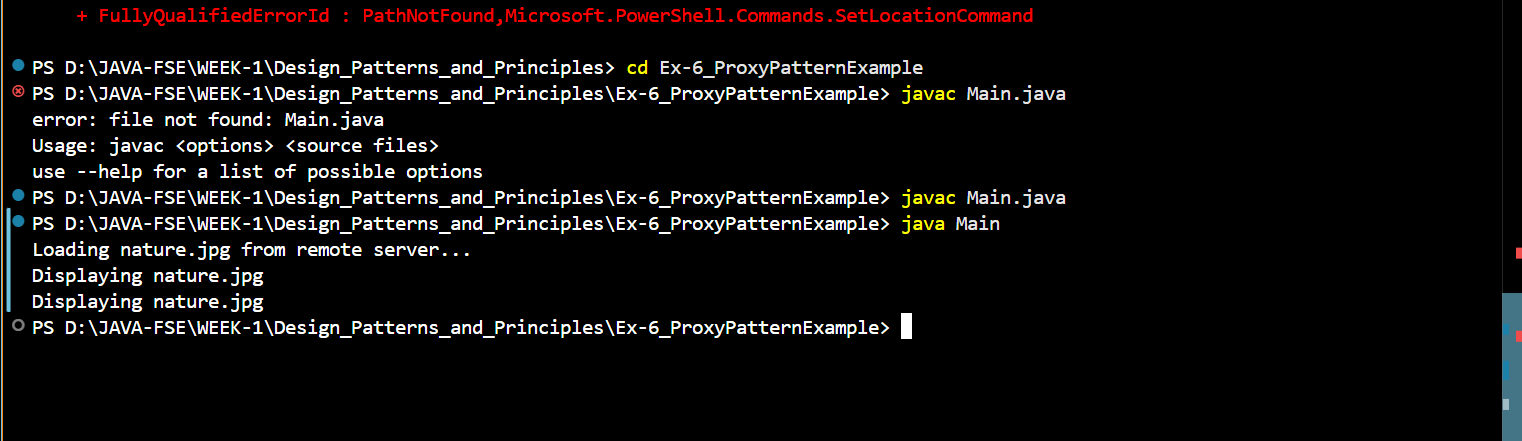 + FullyQualifiedErrorId : PathNotFound,Microsoft.PowerShell.Commands.SetLocationCommand
PS D:\JAVA-FSE\WEEK-1\Design_Patterns_and_Principles> cd Ex-6_ProxyPatternExample
PS D:\JAVA-FSE\WEEK-1\Design_Patterns_and_Principles\Ex-6_ProxyPatternExample> javac Main.java
error: file not found: Main.java
Usage: javac <options> <source files>
use --help for a list of possible options
PS D:\JAVA-FSE\WEEK-1\Design_Patterns_and_Principles\Ex-6_ProxyPatternExample> javac Main.java
PS D:\JAVA-FSE\WEEK-1\Design_Patterns_and_Principles\Ex-6_ProxyPatternExample> java Main
Loading nature.jpg from remote server...
Displaying nature.jpg
Displaying nature.jpg
PS D:\JAVA-FSE\WEEK-1\Design_Patterns_and_Principles\Ex-6_ProxyPatternExample>